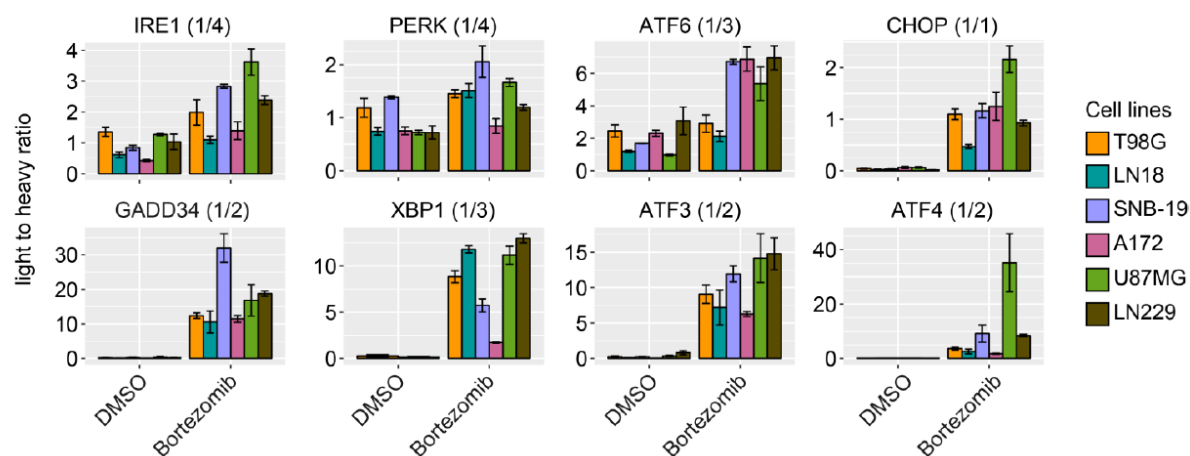 IRE1 (1/4)
PERK (1/4)
ATF6 (1/3)
CHOP (1/1)
4
3
2
1
0
2
1
0
6
4
2
0
2
1
0
GADD34 (1/2)
XBP1 (1/3)
ATF3 (1/2)
ATF4 (1/2)
30
20
10
0
10
5
0
15
10
5
0
40
20
0
DMSO
Bortezomib
DMSO
Bortezomib
DMSO
Bortezomib
DMSO
Bortezomib
light to heavy ratio
Cell lines
T98G
LN18
SNB-19
A172
U87MG
LN229